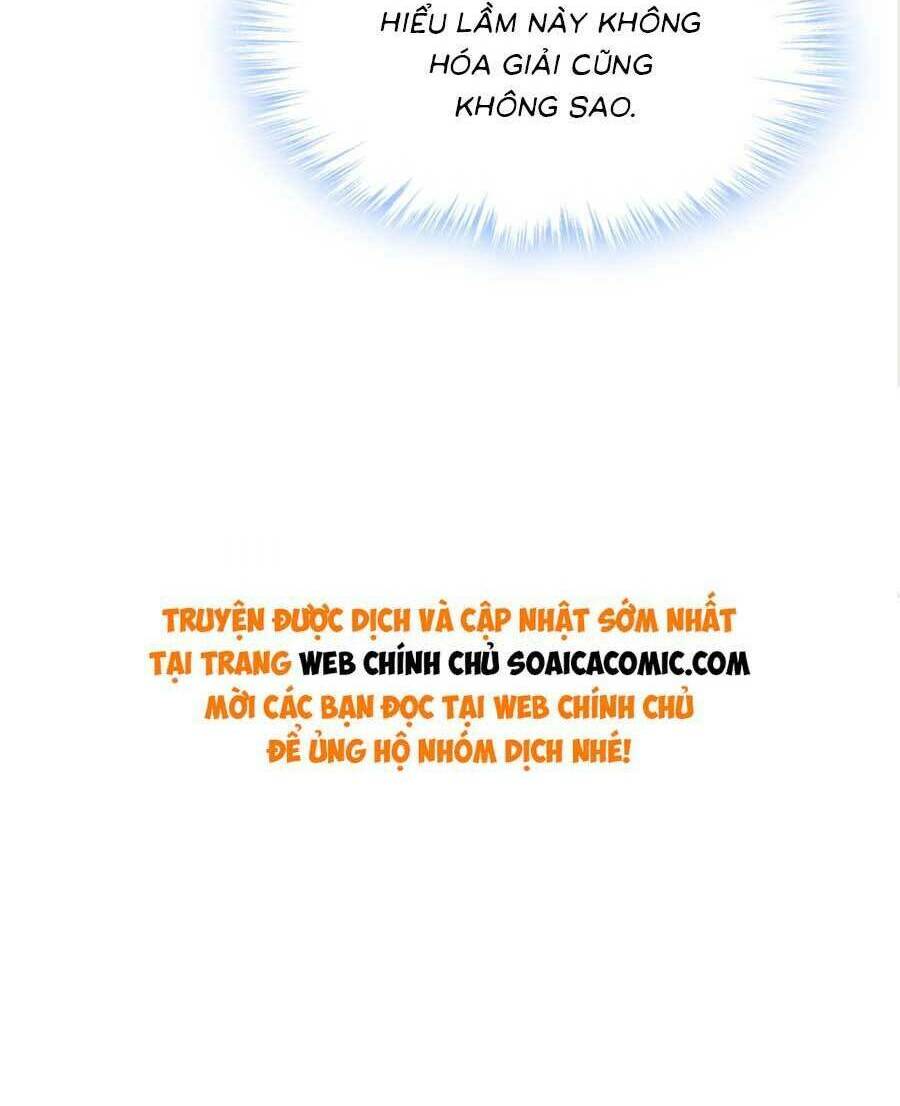 HIỂU LẦM NÀY KHÔNG
HÓA GIẢI CŨNG
KHÔNG SAO.
TRUYỆN ĐƯỢC DỊCH VÀ CẬP NHẬT SỚM NHẤT
TẠI TRANG WEB CHÍNH CHỦ SOAICACOMIC.COM
MỜI CÁC BẠN ĐỌC TẠI WEB CHÍNH CHỦ
ĐỂ ỦNG HỘ NHÓM DỊCH NHÉ!